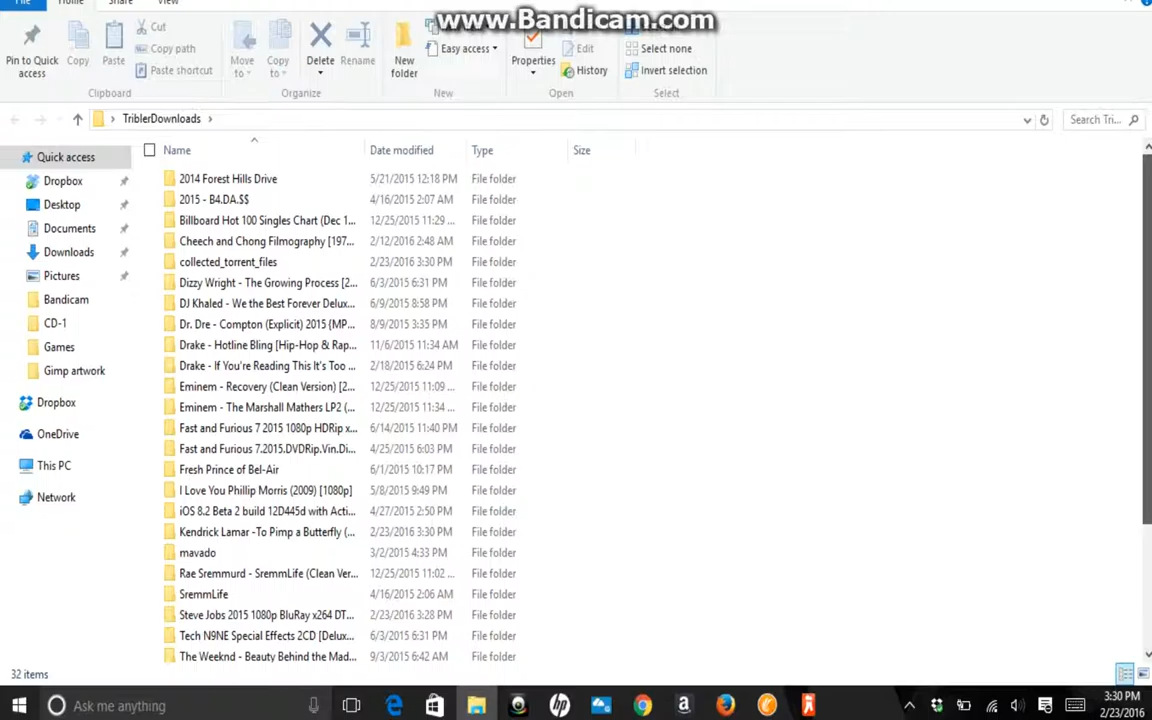 File Home Share View
www.Bandicam.com
Pin to Quick access
Copy
Paste
Cut
Copy path
Paste shortcut
Clipboard
Move to
Copy to
Delete
Rename
Organize
New folder
Easy access
New
Properties
Edit
History
Open
Select none
Invert selection
Select
TriblerDownloads
Search Tri...
Name Date modified Type Size
Quick access
Dropbox
Desktop
Documents
Downloads
Pictures
Bandicam
CD-1
Games
Gimp artwork
Dropbox
OneDrive
This PC
Network
2014 Forest Hills Drive 5/21/2015 12:18 PM File folder
2015 - B4.DA.$$ 4/16/2015 2:07 AM File folder
Billboard Hot 100 Singles Chart (Dec 1... 12/25/2015 11:29 ... File folder
Cheech and Chong Filmography [197... 2/12/2016 2:48 AM File folder
collected_torrent_files 2/23/2016 3:30 PM File folder
Dizzy Wright - The Growing Process [2... 6/3/2015 6:31 PM File folder
DJ Khaled - We the Best Forever Delux... 6/9/2015 8:58 PM File folder
Dr. Dre - Compton (Explicit) 2015 {MP... 8/9/2015 3:35 PM File folder
Drake - Hotline Bling [Hip-Hop & Rap... 11/6/2015 11:34 AM File folder
Drake - If You're Reading This It's Too ... 2/18/2015 6:24 PM File folder
Eminem - Recovery (Clean Version) [2... 12/25/2015 11:09 ... File folder
Eminem - The Marshall Mathers LP2 (... 12/25/2015 11:34 ... File folder
Fast and Furious 7 2015 1080p HDRip x... 6/14/2015 11:40 PM File folder
Fast and Furious 7.2015.DVDRip.Vin.Di... 4/25/2015 6:03 PM File folder
Fresh Prince of Bel-Air 6/1/2015 10:17 PM File folder
I Love You Phillip Morris (2009) [1080p] 5/8/2015 9:49 PM File folder
iOS 8.2 Beta 2 build 12D445d with Acti... 4/27/2015 2:50 PM File folder
Kendrick Lamar -To Pimp a Butterfly (... 2/23/2016 3:30 PM File folder
mavado 3/2/2015 4:33 PM File folder
Rae Sremmurd - SremmLife (Clean Ver... 12/25/2015 11:02 ... File folder
SremmLife 4/16/2015 2:06 AM File folder
Steve Jobs 2015 1080p BluRay x264 DT... 2/23/2016 3:28 PM File folder
Tech N9NE Special Effects 2CD [Delux... 6/3/2015 6:31 PM File folder
The Weeknd - Beauty Behind the Mad... 9/3/2015 6:42 AM File folder
32 items
Ask me anything
3:30 PM
2/23/2016